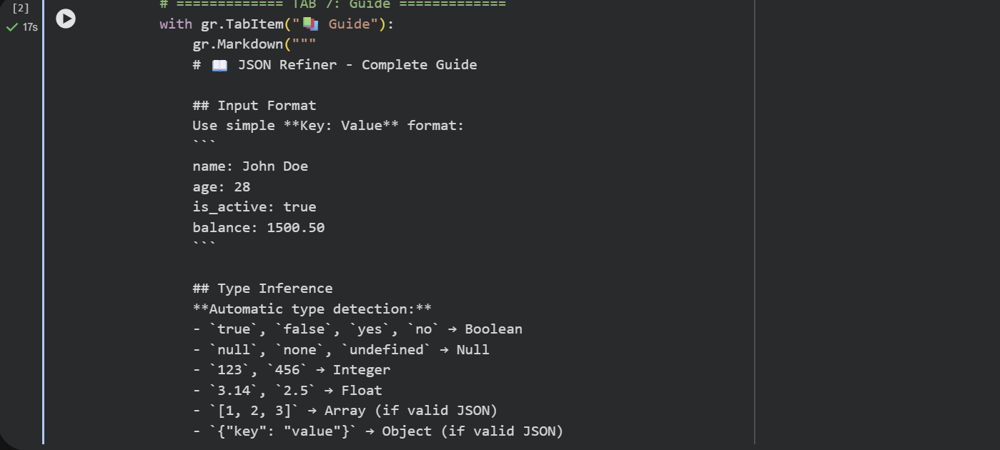 [2]
# ============= TAB 7: Guide =============
17s
with gr.TabItem("📚 Guide"):
gr.Markdown("""
# 📖 JSON Refiner - Complete Guide
## Input Format
Use simple **Key: Value** format:
```
name: John Doe
age: 28
is_active: true
balance: 1500.50
```
## Type Inference
**Automatic type detection:**
- `true`, `false`, `yes`, `no` → Boolean
- `null`, `none`, `undefined` → Null
- `123`, `456` → Integer
- `3.14`, `2.5` → Float
- `[1, 2, 3]` → Array (if valid JSON)
- `{"key": "value"}` → Object (if valid JSON)